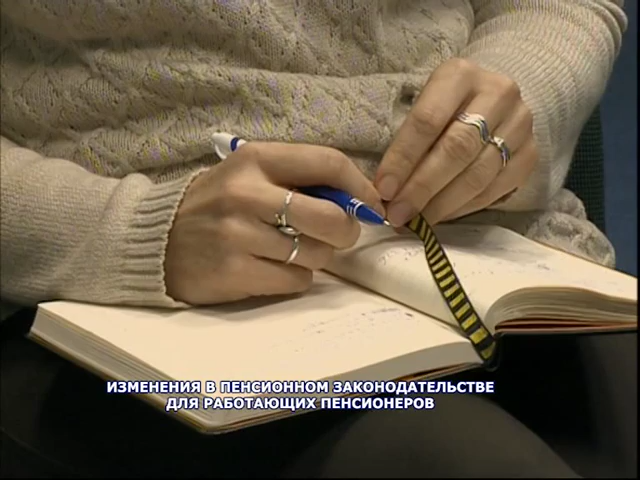 ИЗМЕНЕНИЯ В ПЕНСИОННОМ ЗАКОНОДАТЕЛЬСТВЕ
ДЛЯ РАБОТАЮЩИХ ПЕНСИОНЕРОВ